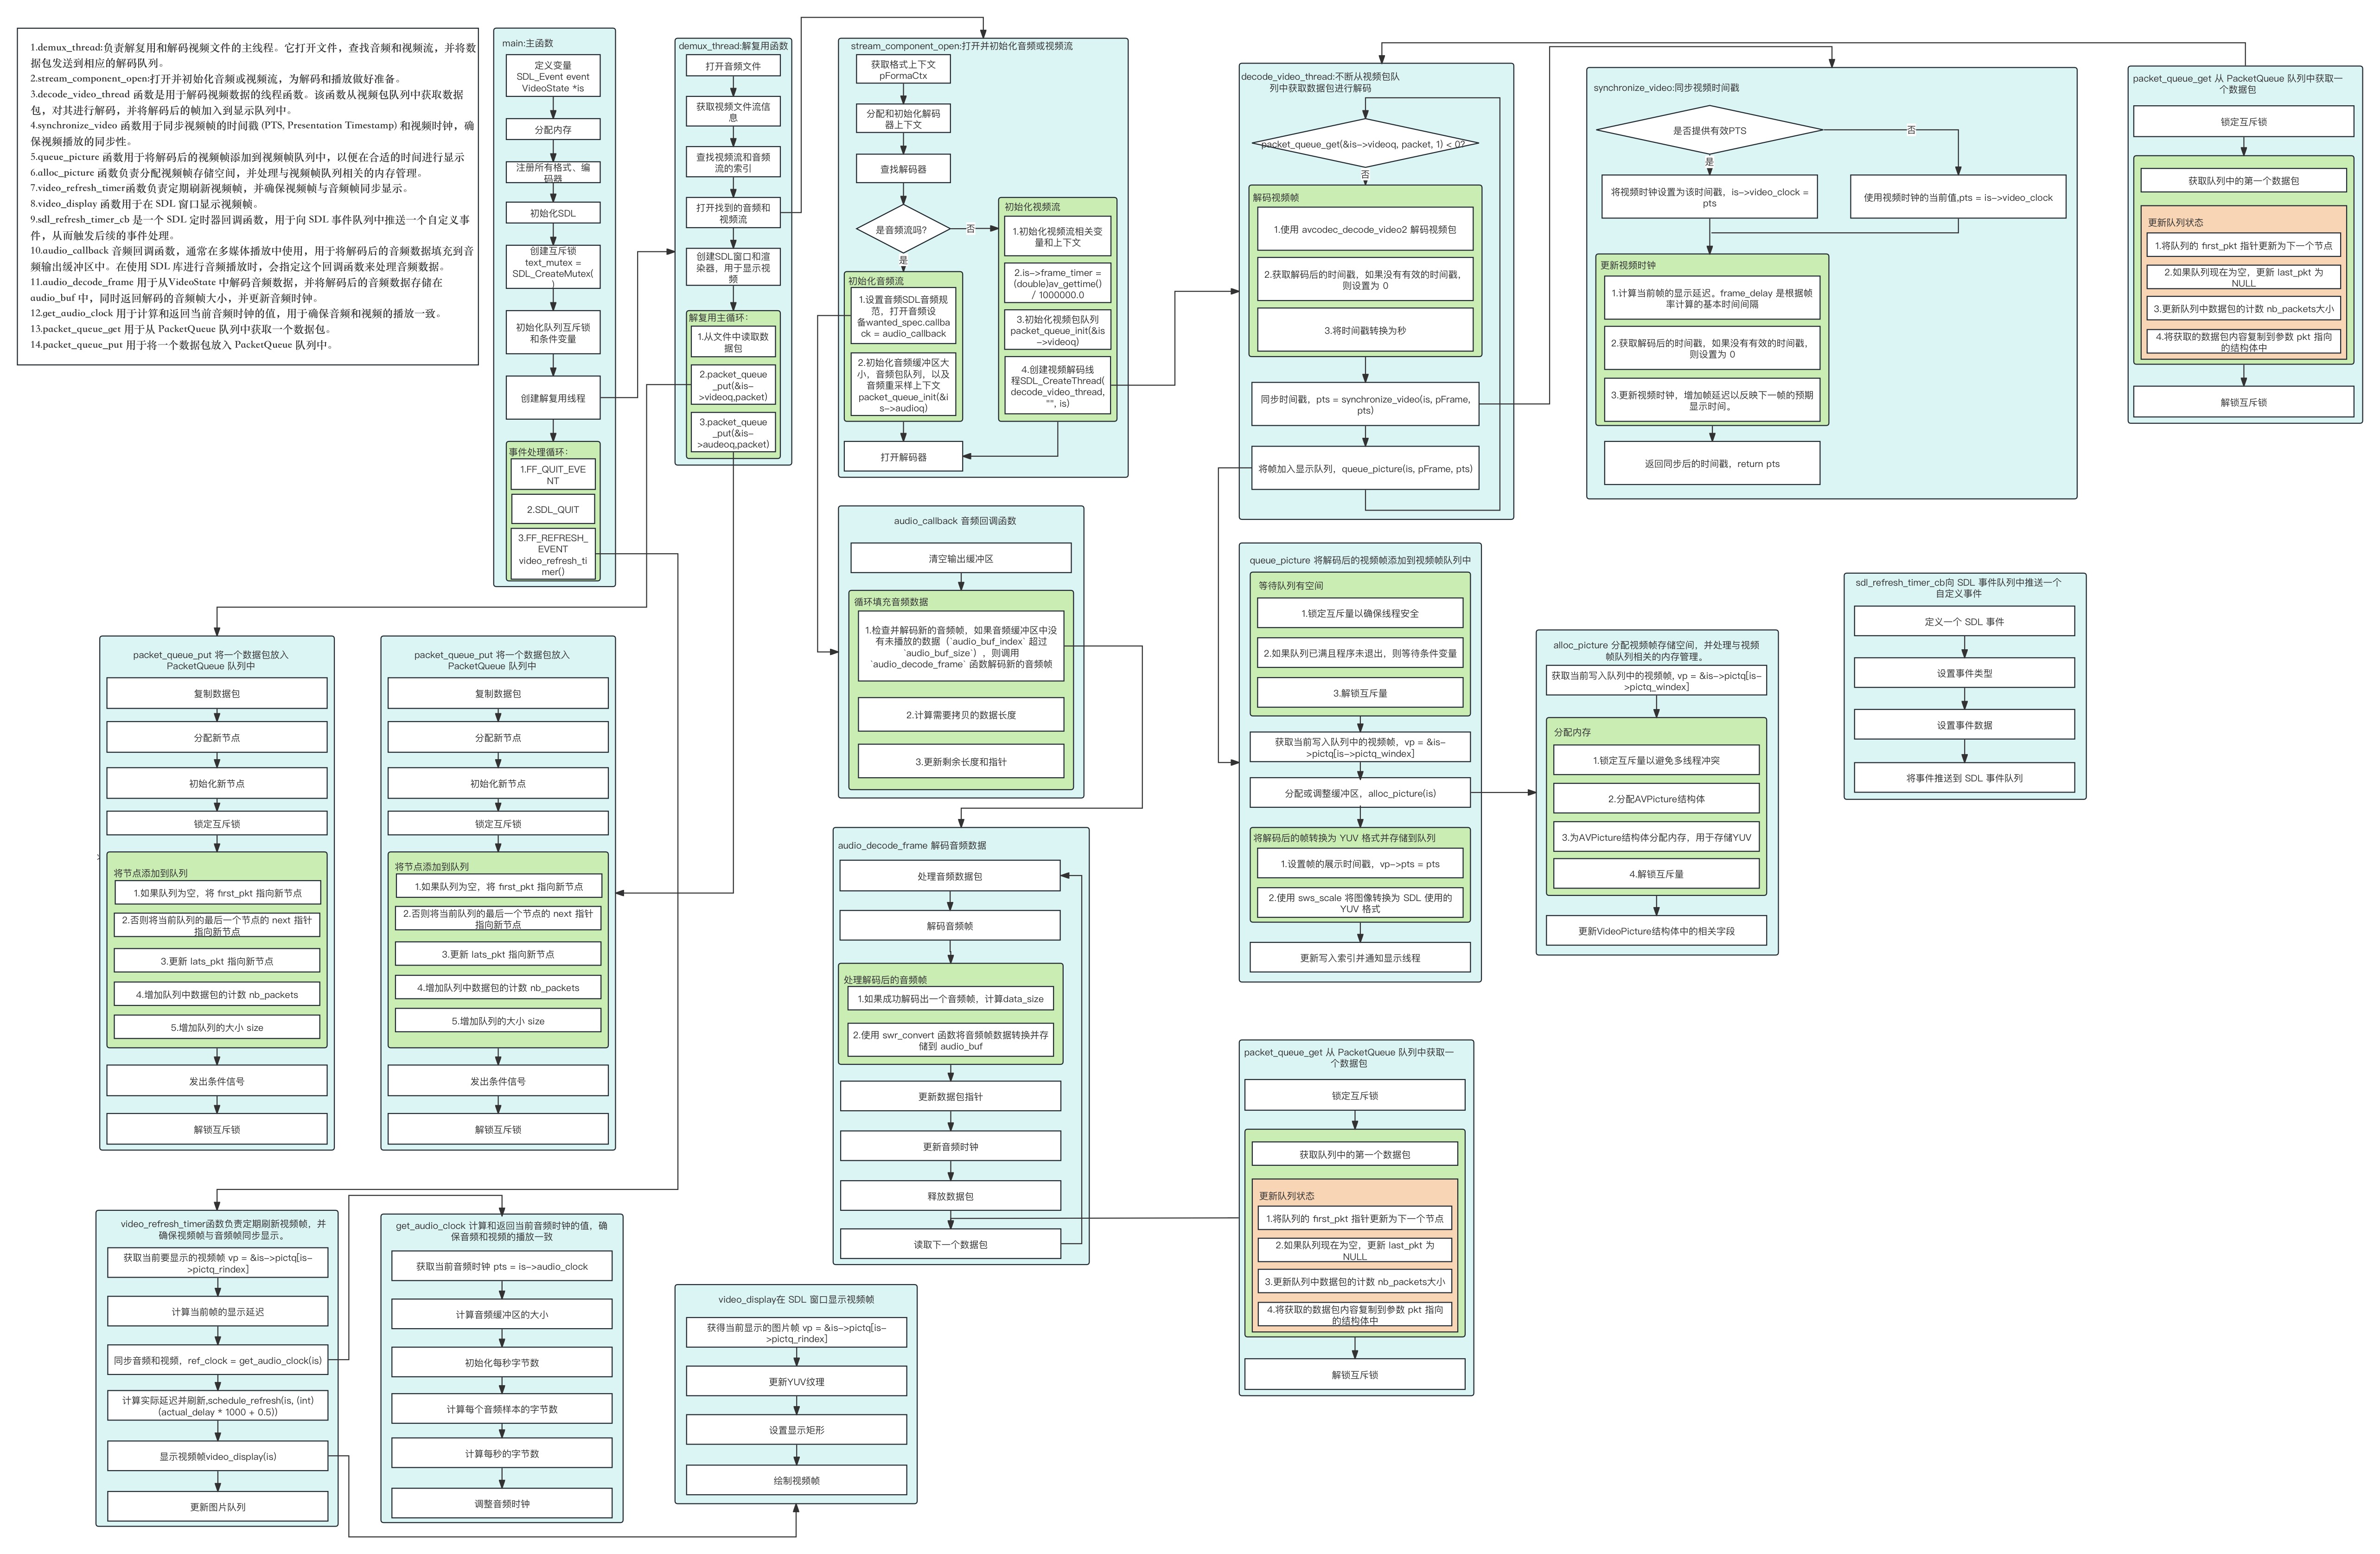 1.demux_thread:负责解复用和解码视频文件的主线程。它打开文件，查找音频和视频流，并将数
据包发送到相应的解码队列。
2.stream_component_open:打开并初始化音频或视频流，为解码和播放做好准备。
3.decode_video_thread 函数是用于解码视频数据的线程函数。该函数从视频包队列中获取数据
包，对其进行解码，并将解码后的帧加入到显示队列中。
4.synchronize_video 函数用于同步视频帧的时间戳 (PTS, Presentation Timestamp) 和视频时钟，确
保视频播放的同步性。
5.queue_picture 函数用于将解码后的视频帧添加到视频帧队列中，以便在合适的时间进行显示
6.alloc_picture 函数负责分配视频帧存储空间，并处理与视频帧队列相关的内存管理。
7.video_refresh_timer函数负责定期刷新视频帧，并确保视频帧与音频帧同步显示。
8.video_display 函数用于在 SDL 窗口显示视频帧。
9.sdl_refresh_timer_cb 是一个 SDL 定时器回调函数，用于向 SDL 事件队列中推送一个自定义事
件，从而触发后续的事件处理。
10.audio_callback 音频回调函数，通常在多媒体播放中使用，用于将解码后的音频数据填充到音
频输出缓冲区中。在使用 SDL 库进行音频播放时，会指定这个回调函数来处理音频数据。
11.audio_decode_frame 用于从VideoState 中解码音频数据，并将解码后的音频数据存储在
audio_buf 中，同时返回解码的音频帧大小，并更新音频时钟。
12.get_audio_clock 用于计算和返回当前音频时钟的值，用于确保音频和视频的播放一致。
13.packet_queue_get 用于从 PacketQueue 队列中获取一个数据包。
14.packet_queue_put 用于将一个数据包放入 PacketQueue 队列中。
main:主函数
定义变量
SDL_Event event
VideoState *is
分配内存
注册所有格式、编
码器
初始化SDL
创建互斥锁
text_mutex =
SDL_CreateMutex(
)
初始化队列互斥锁
和条件变量
创建解复用线程
事件处理循环：
1.FF_QUIT_EVE
NT
2.SDL_QUIT
3.FF_REFRESH_
EVENT
video_refresh_ti
mer()
demux_thread:解复用函数
打开音频文件
获取视频文件流信
息
查找视频流和音频
流的索引
打开找到的音频和
视频流
创建SDL窗口和渲
染器，用于显示视
频
解复用主循环：
1.从文件中读取数
据包
2.packet_queue
_put(&is-
>videoq,packet)
3.packet_queue
_put(&is-
>audeoq,packet)
stream_component_open:打开并初始化音频或视频流
获取格式上下文
pFormaCtx
分配和初始化解码
器上下文
查找解码器
是音频流吗?
否
是
初始化音频流
1.设置音频SDL音频规
范，打开音频设
备wanted_spec.callba
ck = audio_callback
2.初始化音频缓冲区大
小，音频包队列，以及
音频重采样上下文
packet_queue_init(&i
s->audioq)
初始化视频流
1.初始化视频流相关变
量和上下文
2.is->frame_timer =
(double)av_gettime()
/ 1000000.0
3.初始化视频包队列
packet_queue_init(&is
->videoq)
4.创建视频解码线
程SDL_CreateThread(
decode_video_thread,
"", is)
打开解码器
decode_video_thread:不断从视频包队
列中获取数据包进行解码
packet_queue_get(&is->videoq, packet, 1) < 0?
否
解码视频帧
1.使用 avcodec_decode_video2 解码视频包
2.获取解码后的时间戳，如果没有有效的时间戳，
则设置为 0
3.将时间戳转换为秒
同步时间戳，pts = synchronize_video(is, pFrame,
pts)
将帧加入显示队列，queue_picture(is, pFrame, pts)
synchronize_video:同步视频时间戳
是否提供有效PTS
否
是
将视频时钟设置为该时间戳，is->video_clock =
pts
使用视频时钟的当前值,pts = is->video_clock
更新视频时钟
1.计算当前帧的显示延迟。frame_delay 是根据帧
率计算的基本时间间隔
2.获取解码后的时间戳，如果没有有效的时间戳，
则设置为 0
3.更新视频时钟，增加帧延迟以反映下一帧的预期
显示时间。
返回同步后的时间戳，return pts
packet_queue_get 从 PacketQueue 队列中获取一
个数据包
锁定互斥锁
获取队列中的第一个数据包
更新队列状态
1.将队列的 first_pkt 指针更新为下一个节点
2.如果队列现在为空，更新 last_pkt 为
NULL
3.更新队列中数据包的计数 nb_packets大小
4.将获取的数据包内容复制到参数 pkt 指向
的结构体中
解锁互斥锁
audio_callback 音频回调函数
清空输出缓冲区
循环填充音频数据
1.检查并解码新的音频帧，如果音频缓冲区中没
有未播放的数据（`audio_buf_index` 超过
`audio_buf_size`），则调用
`audio_decode_frame` 函数解码新的音频帧
2.计算需要拷贝的数据长度
3.更新剩余长度和指针
queue_picture 将解码后的视频帧添加到视频帧队列中
等待队列有空间
1.锁定互斥量以确保线程安全
2.如果队列已满且程序未退出，则等待条件变量
3.解锁互斥量
获取当前写入队列中的视频帧，vp = &is-
>pictq[is->pictq_windex]
分配或调整缓冲区，alloc_picture(is)
将解码后的帧转换为 YUV 格式并存储到队列
1.设置帧的展示时间戳，vp->pts = pts
2.使用 sws_scale 将图像转换为 SDL 使用的
YUV 格式
更新写入索引并通知显示线程
alloc_picture 分配视频帧存储空间，并处理与视频
帧队列相关的内存管理。
获取当前写入队列中的视频帧, vp = &is->pictq[is-
>pictq_windex]
分配内存
1.锁定互斥量以避免多线程冲突
2.分配AVPicture结构体
3.为AVPicture结构体分配内存，用于存储YUV
4.解锁互斥量
更新VideoPicture结构体中的相关字段
sdl_refresh_timer_cb向 SDL 事件队列中推送一个
自定义事件
定义一个 SDL 事件
设置事件类型
设置事件数据
将事件推送到 SDL 事件队列
packet_queue_put 将一个数据包放入
PacketQueue 队列中
复制数据包
分配新节点
初始化新节点
锁定互斥锁
将节点添加到队列
1.如果队列为空，将 first_pkt 指向新节点
2.否则将当前队列的最后一个节点的 next 指针
指向新节点
3.更新 lats_pkt 指向新节点
4.增加队列中数据包的计数 nb_packets
5.增加队列的大小 size
发出条件信号
解锁互斥锁
packet_queue_put 将一个数据包放入
PacketQueue 队列中
复制数据包
分配新节点
初始化新节点
锁定互斥锁
将节点添加到队列
1.如果队列为空，将 first_pkt 指向新节点
2.否则将当前队列的最后一个节点的 next 指针
指向新节点
3.更新 lats_pkt 指向新节点
4.增加队列中数据包的计数 nb_packets
5.增加队列的大小 size
发出条件信号
解锁互斥锁
audio_decode_frame 解码音频数据
处理音频数据包
解码音频帧
处理解码后的音频帧
1.如果成功解码出一个音频帧，计算data_size
2.使用 swr_convert 函数将音频帧数据转换并存
储到 audio_buf
更新数据包指针
更新音频时钟
释放数据包
读取下一个数据包
packet_queue_get 从 PacketQueue 队列中获取一
个数据包
锁定互斥锁
获取队列中的第一个数据包
更新队列状态
1.将队列的 first_pkt 指针更新为下一个节点
2.如果队列现在为空，更新 last_pkt 为
NULL
3.更新队列中数据包的计数 nb_packets大小
4.将获取的数据包内容复制到参数 pkt 指向
的结构体中
解锁互斥锁
video_refresh_timer函数负责定期刷新视频帧，并
确保视频帧与音频帧同步显示。
获取当前要显示的视频帧 vp = &is->pictq[is-
>pictq_rindex]
计算当前帧的显示延迟
同步音频和视频，ref_clock = get_audio_clock(is)
计算实际延迟并刷新,schedule_refresh(is, (int)
(actual_delay * 1000 + 0.5))
显示视频帧video_display(is)
更新图片队列
get_audio_clock 计算和返回当前音频时钟的值，确
保音频和视频的播放一致
获取当前音频时钟 pts = is->audio_clock
计算音频缓冲区的大小
初始化每秒字节数
计算每个音频样本的字节数
计算每秒的字节数
调整音频时钟
video_display在 SDL 窗口显示视频帧
获得当前显示的图片帧 vp = &is->pictq[is-
>pictq_rindex]
更新YUV纹理
设置显示矩形
绘制视频帧